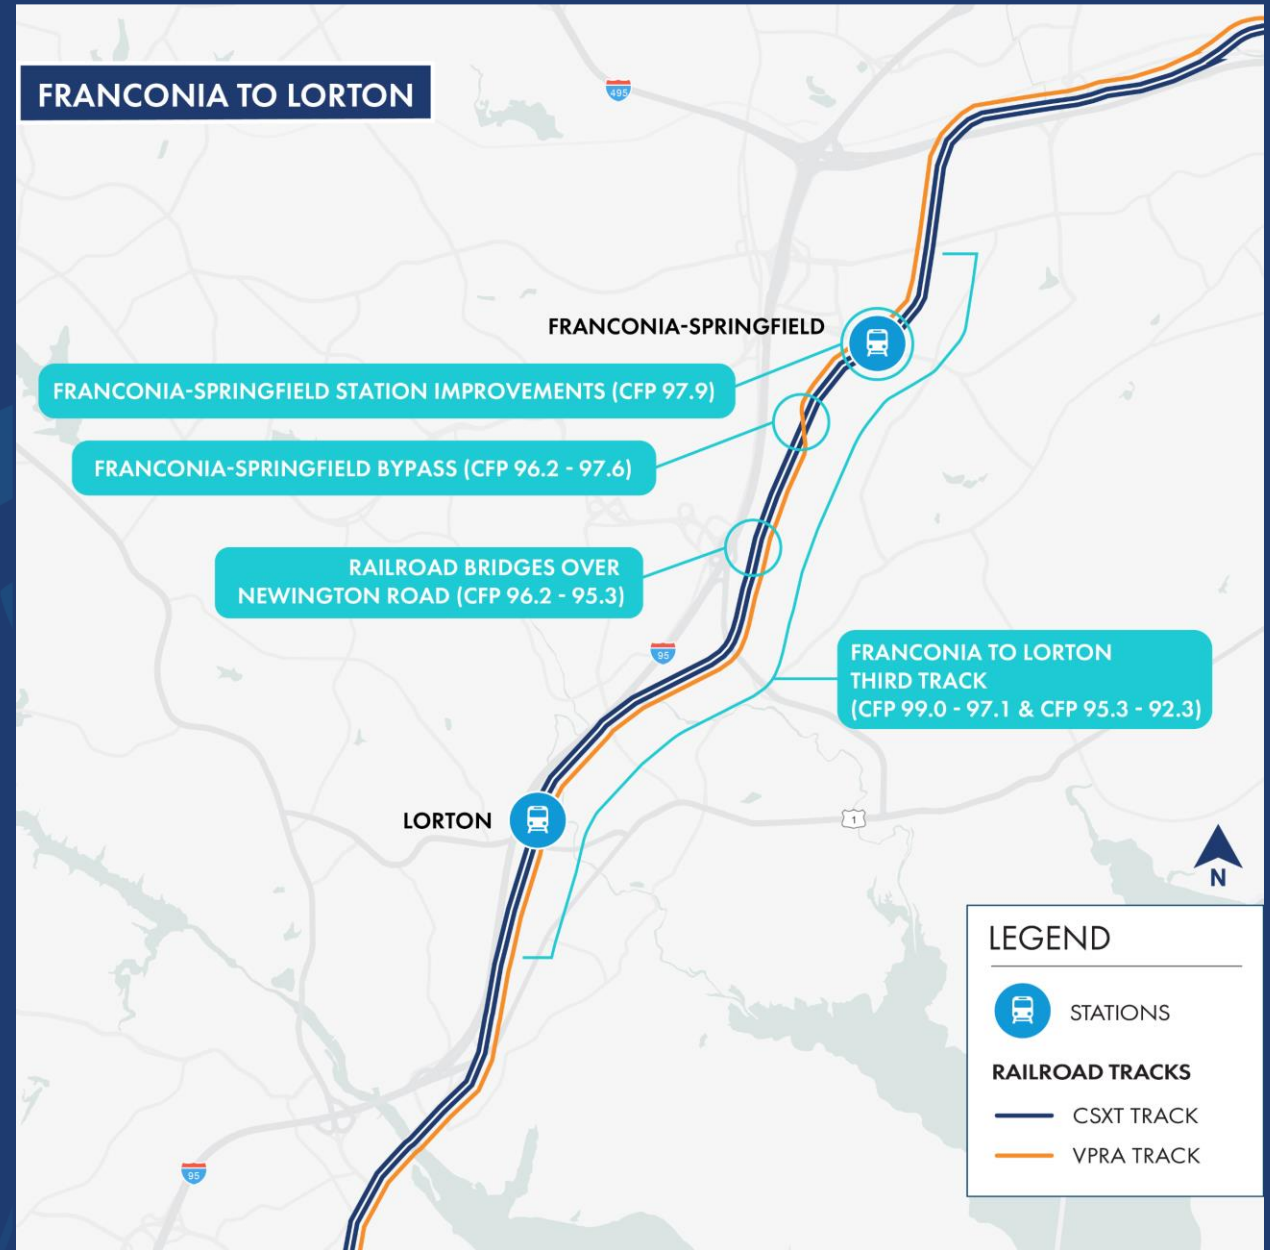 FRANCONIA TO LORTON
495
FRANCONIA-SPRINGFIELD
FRANCONIA-SPRINGFIELD STATION IMPROVEMENTS (CFP 97.9)
FRANCONIA-SPRINGFIELD BYPASS (CFP 96.2 - 97.6)
RAILROAD BRIDGES OVER
NEWINGTON ROAD (CFP 96.2 - 95.3)
95
FRANCONIA TO LORTON
THIRD TRACK
(CFP 99.0 - 97.1 & CFP 95.3 - 92.3)
LORTON
1
N
LEGEND
STATIONS
RAILROAD TRACKS
CSXT TRACK
VPRA TRACK
95